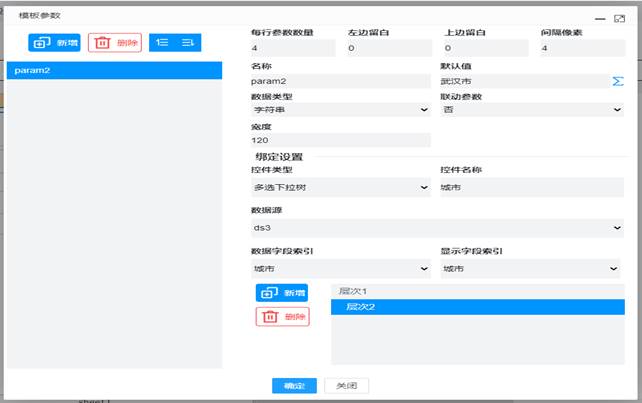 模板参数
新增 删除
param2
每行参数数量 左边留白 上边留白 间隔像素
4 0 0 4
名称 默认值
param2 武汉市
数据类型 联动参数
字符串 否
宽度
120
绑定设置
控件类型 控件名称
多选下拉树 城市
数据源
ds3
数据字段索引 显示字段索引
城市 城市
新增 层次1
删除 层次2
确定 关闭